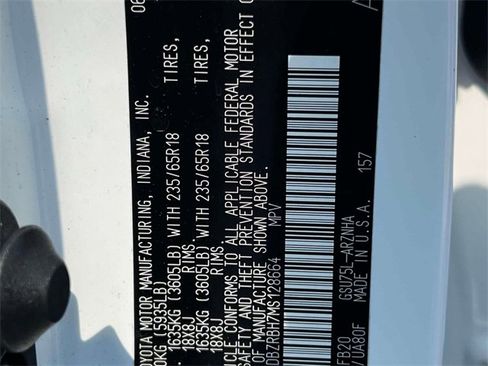 06
TOYOTA MOTOR MANUFACTURING, INDIANA, INC.
0KG (5935LB)
1635KG (3605LB) WITH 235/65R18 TIRES,
18X8J RIMS,
1635KG (3605LB) WITH 235/65R18 TIRES,
18X8J RIMS.
VEHICLE CONFORMS TO ALL APPLICABLE FEDERAL MOTOR
SAFETY AND THEFT PREVENTION STANDARDS IN EFFECT O
OF MANUFACTURE SHOWN ABOVE.
DBZRBH7MS128664 MPV
A
GSU75L-ARZNHA
FB20
/UA80F MADE IN U.S.A. 157